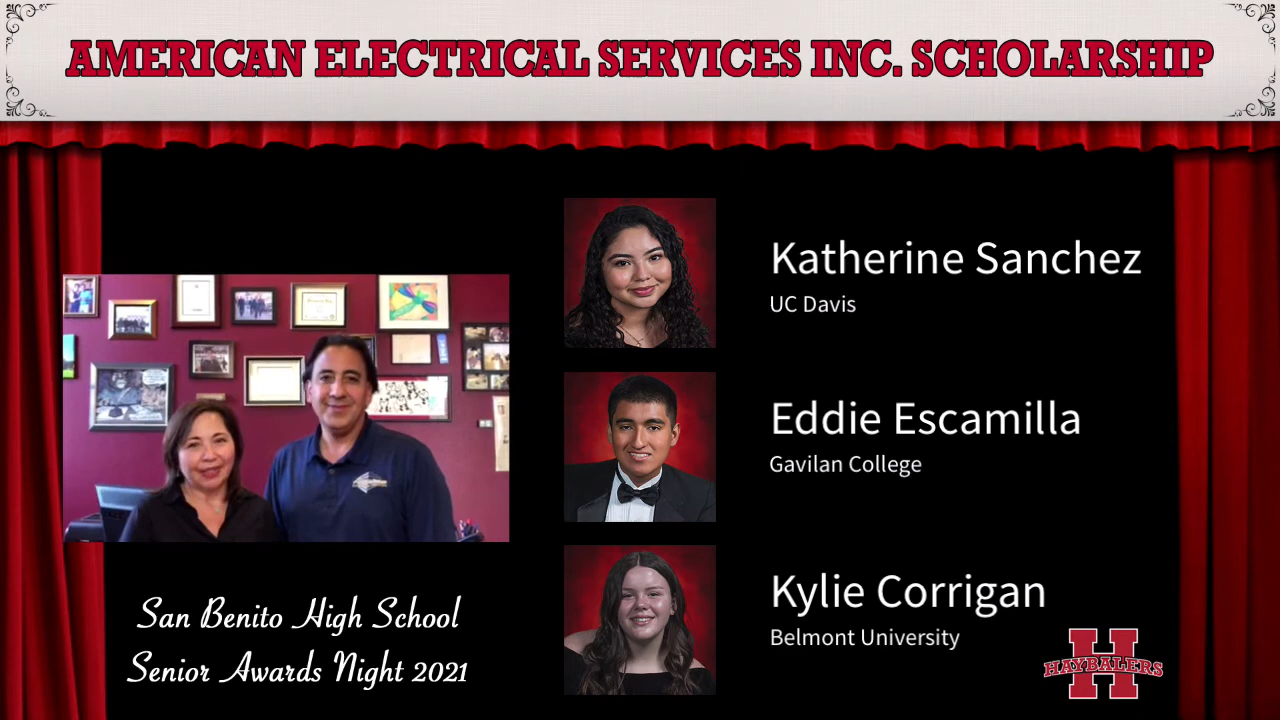 AMERICAN ELECTRICAL SERVICES INC. SCHOLARSHIP
Katherine Sanchez
UC Davis
Eddie Escamilla
Gavilan College
Kylie Corrigan
Belmont University
San Benito High School
Senior Awards Night 2021
H
HAYBALERS